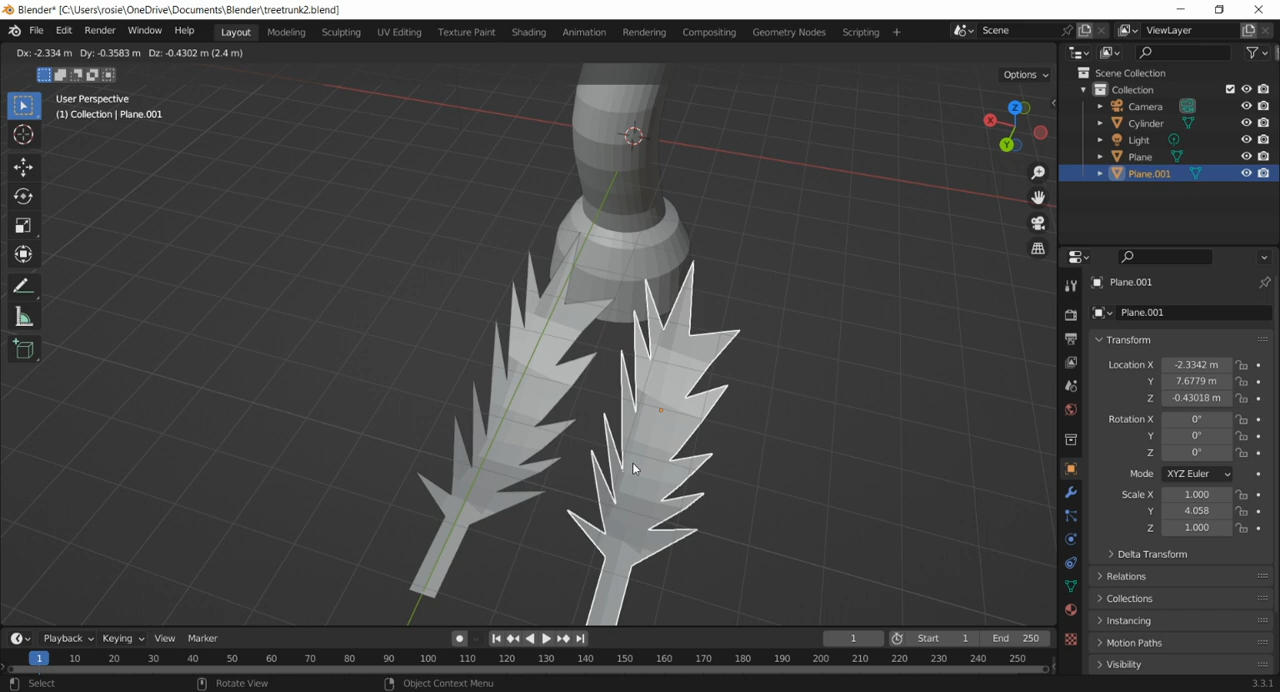 Blender* [C:\Users\rosie\OneDrive\Documents\Blender\treetrunk2.blend]
File Edit Render Window Help Layout Modeling Sculpting UV Editing Texture Paint Shading Animation Rendering Compositing Geometry Nodes Scripting + Scene ViewLayer
Dx: -2.334 m Dy: -0.3583 m Dz: -0.4302 m (2.4 m)
Options
User Perspective
(1) Collection | Plane.001
X
Y
Z
Scene Collection
Collection
Camera
Cylinder
Light
Plane
Plane.001
Plane.001
Plane.001
Transform
Location X -2.3342 m
Y 7.6779 m
Z -0.43018 m
Rotation X 0°
Y 0°
Z 0°
Mode XYZ Euler
Scale X 1.000
Y 4.058
Z 1.000
Delta Transform
Relations
Collections
Instancing
Motion Paths
Visibility
Playback Keying View Marker 1 Start 1 End 250
1 10 20 30 40 50 60 70 80 90 100 110 120 130 140 150 160 170 180 190 200 210 220 230 240 250
Select Rotate View Object Context Menu 3.3.1